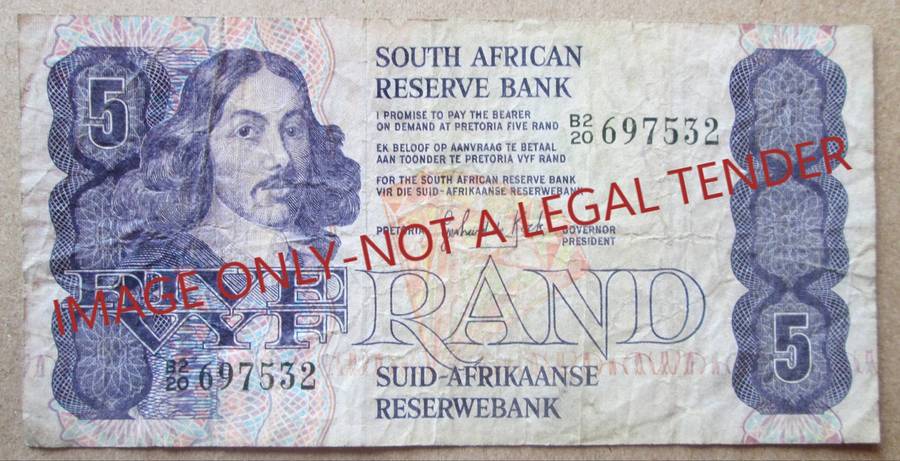 5
SOUTH AFRICAN
RESERVE BANK
I PROMISE TO PAY THE BEARER
ON DEMAND AT PRETORIA FIVE RAND
B2
20 697532
EK BELOOF OP AANVRAAG TE BETAAL
AAN TOONDER TE PRETORIA VYF RAND
FOR THE SOUTH AFRICAN RESERVE BANK
VIR DIE SUID-AFRIKAANSE RESERWEBANK
PRETORIA
GOVERNOR
PRESIDENT
IMAGE ONLY-NOT A LEGAL TENDER
FIVE
VYF
RAND
B2
20 697532
SUID-AFRIKAANSE
RESERWEBANK
5